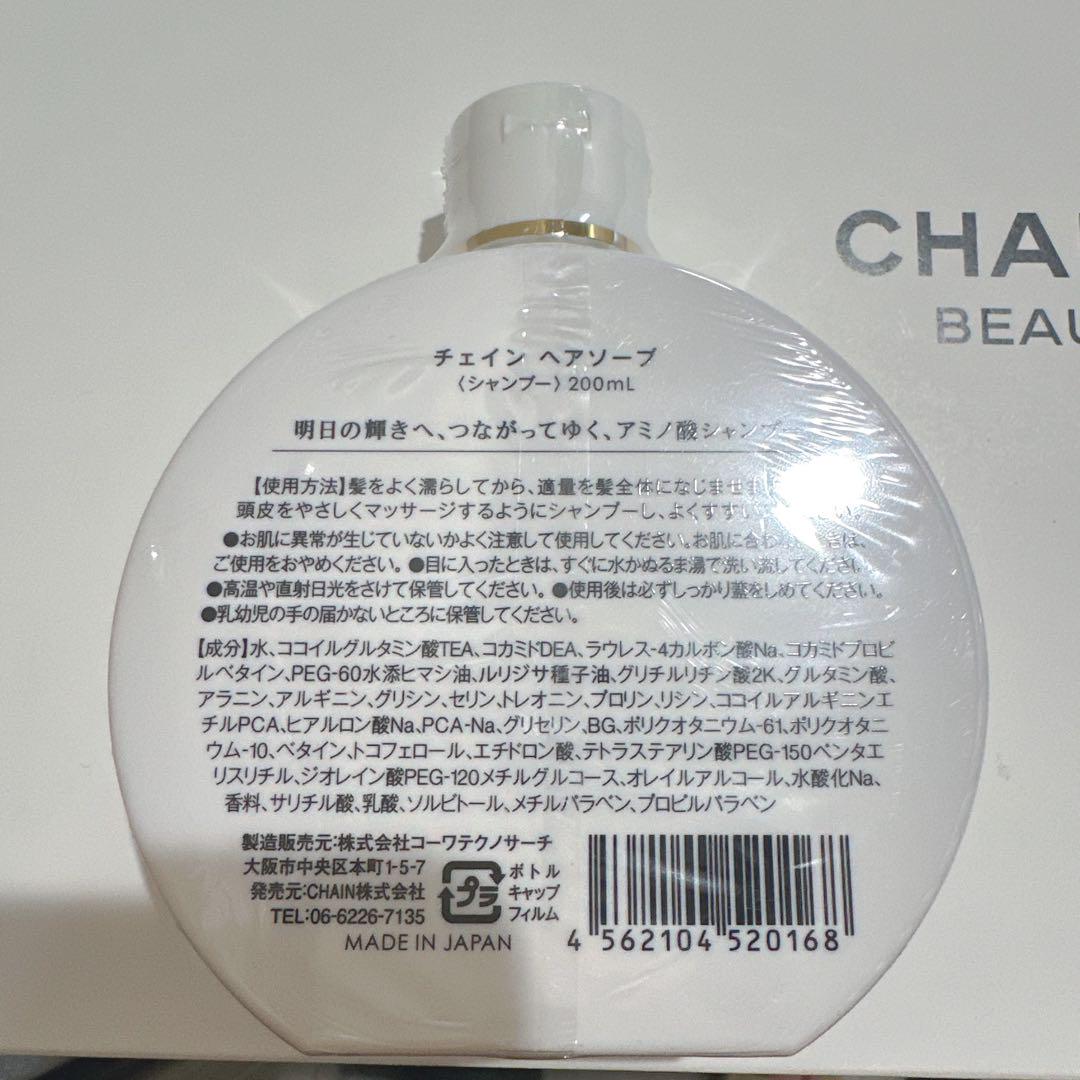 CHA
BEAU
チェイン ヘアソープ
〈シャンプー〉200mL
明日の輝きへ、つながってゆく、アミノ酸シャンプ
【使用方法】髪をよく濡らしてから、適量を髪全体になじませ
頭皮をやさしくマッサージするようにシャンプーし、よくすすい
●お肌に異常が生じていないかよく注意して使用してください。お肌に合わ
ご使用をおやめください。●目に入ったときは、すぐに水かぬるま湯で洗い流してください
●高温や直射日光をさけて保管してください。●使用後は必ずしっかり蓋をしめてください。
●乳幼児の手の届かないところに保管してください。
【成分】水、ココイルグルタミン酸TEA、コカミドDEA、ラウレス-4カルボン酸Na、コカミドプロピ
ルベタイン、PEG-60水添ヒマシ油、ルリジサ種子油、グリチルリチン酸2K、グルタミン酸、
アラニン、アルギニン、グリシン、セリン、トレオニン、プロリン、リシン、ココイルアルギニンエ
チルPCA、ヒアルロン酸Na、PCA-Na、グリセリン、BG、ポリクオタニウム-61、ポリクオタニ
ウム-10、ベタイン、トコフェロール、エチドロン酸、テトラステアリン酸PEG-150ペンタエ
リスリチル、ジオレイン酸PEG-120メチルグルコース、オレイルアルコール、水酸化Na、
香料、サリチル酸、乳酸、ソルビトール、メチルパラベン、プロピルパラベン
製造販売元:株式会社コーワテクノサーチ
大阪市中央区本町1-5-7
発売元:CHAIN株式会社
TEL:06-6226-7135
MADE IN JAPAN
プラ
ボトル
キャップ
フィルム
4 562104 520168